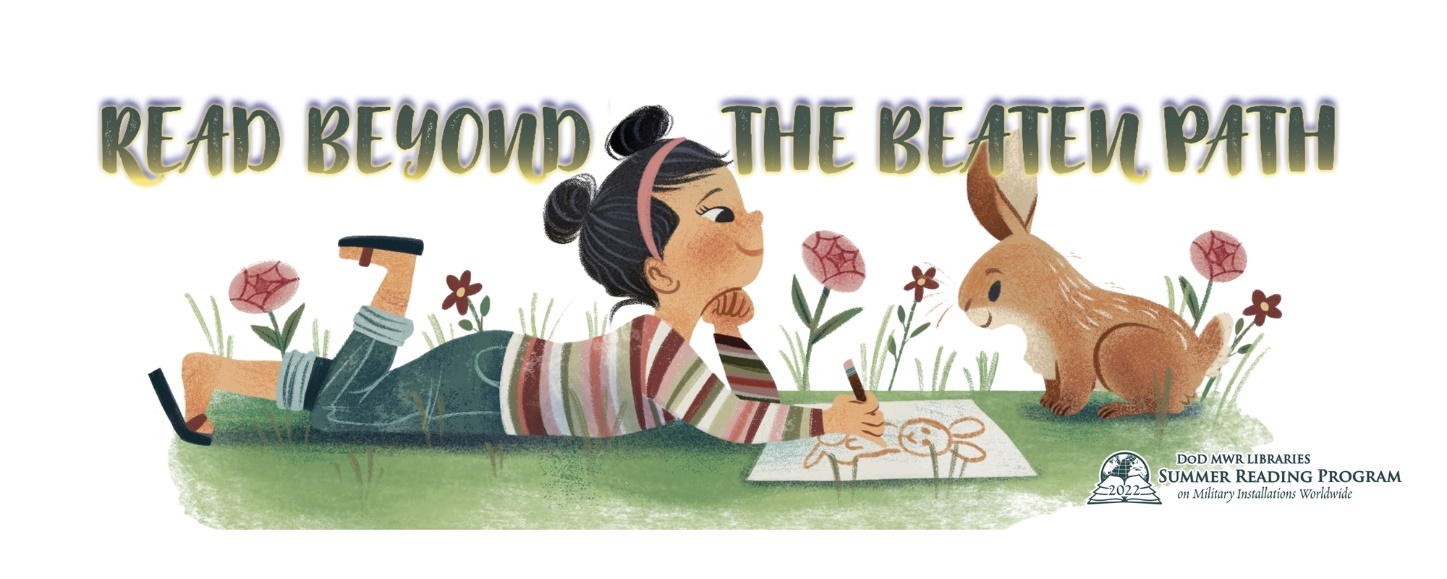 READ BEYOND THE BEATEN PATH
2022
DOD MWR LIBRARIES
SUMMER READING PROGRAM
on Military Installations Worldwide